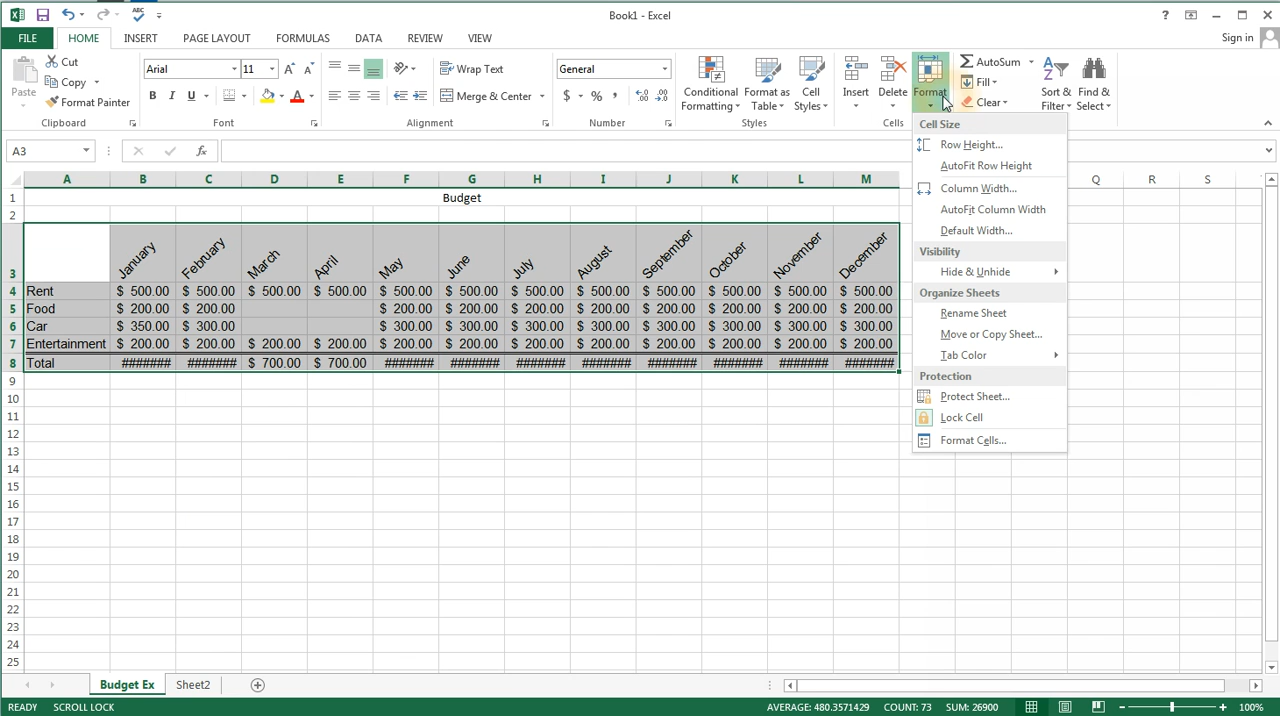 Book1 - Excel
Sign in
FILE HOME INSERT PAGE LAYOUT FORMULAS DATA REVIEW VIEW
Paste
Cut
Copy
Format Painter
Clipboard
Arial 11
Font
Wrap Text
Merge & Center
Alignment
General
Number
Conditional Formatting
Format as Table
Cell Styles
Styles
Insert
Delete
Format
Cells
AutoSum
Fill
Clear
Sort & Filter
Find & Select
A3
fx
Cell Size
Row Height...
AutoFit Row Height
Column Width...
AutoFit Column Width
Default Width...
Visibility
Hide & Unhide
Organize Sheets
Rename Sheet
Move or Copy Sheet...
Tab Color
Protection
Protect Sheet...
Lock Cell
Format Cells...
A B C D E F G H I J K L M Q R S
1 Budget
2
3 January February March April May June July August September October November December
4 Rent $ 500.00 $ 500.00 $ 500.00 $ 500.00 $ 500.00 $ 500.00 $ 500.00 $ 500.00 $ 500.00 $ 500.00 $ 500.00 $ 500.00
5 Food $ 200.00 $ 200.00 $ 200.00 $ 200.00 $ 200.00 $ 200.00 $ 200.00 $ 200.00 $ 200.00 $ 200.00
6 Car $ 350.00 $ 300.00 $ 300.00 $ 300.00 $ 300.00 $ 300.00 $ 300.00 $ 300.00 $ 300.00 $ 300.00
7 Entertainment $ 200.00 $ 200.00 $ 200.00 $ 200.00 $ 200.00 $ 200.00 $ 200.00 $ 200.00 $ 200.00 $ 200.00 $ 200.00 $ 200.00
8 Total ####### ####### $ 700.00 $ 700.00 ####### ####### ####### ####### ####### ####### ####### #######
9
10
11
12
13
14
15
16
17
18
19
20
21
22
23
24
25
Budget Ex Sheet2
READY SCROLL LOCK AVERAGE: 480.3571429 COUNT: 73 SUM: 26900 100%